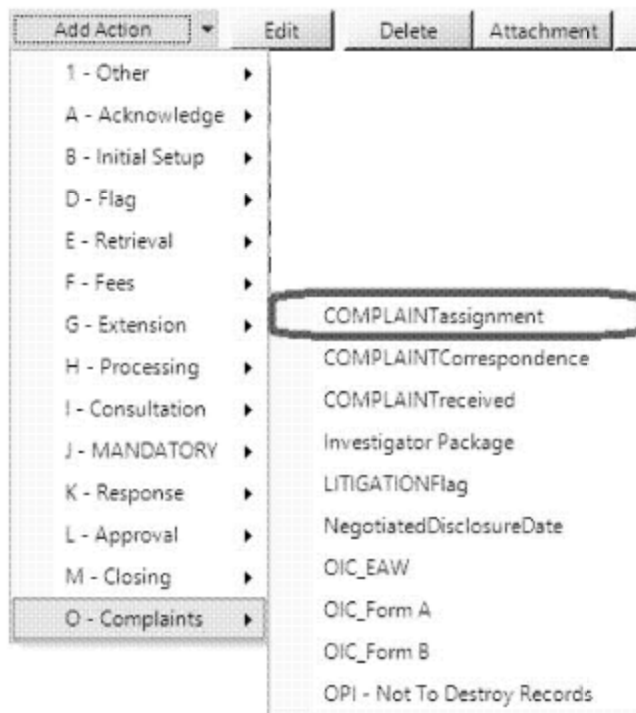 Add Action Edit Delete Attachment
1 - Other
A - Acknowledge
B - Initial Setup
D - Flag
E - Retrieval
F - Fees
G - Extension
H - Processing
I - Consultation
J - MANDATORY
K - Response
L - Approval
M - Closing
O - Complaints
COMPLAINTassignment
COMPLAINTCorrespondence
COMPLAINTreceived
Investigator Package
LITIGATIONFlag
NegotiatedDisclosureDate
OIC_EAW
OIC_Form A
OIC_Form B
OPI - Not To Destroy Records